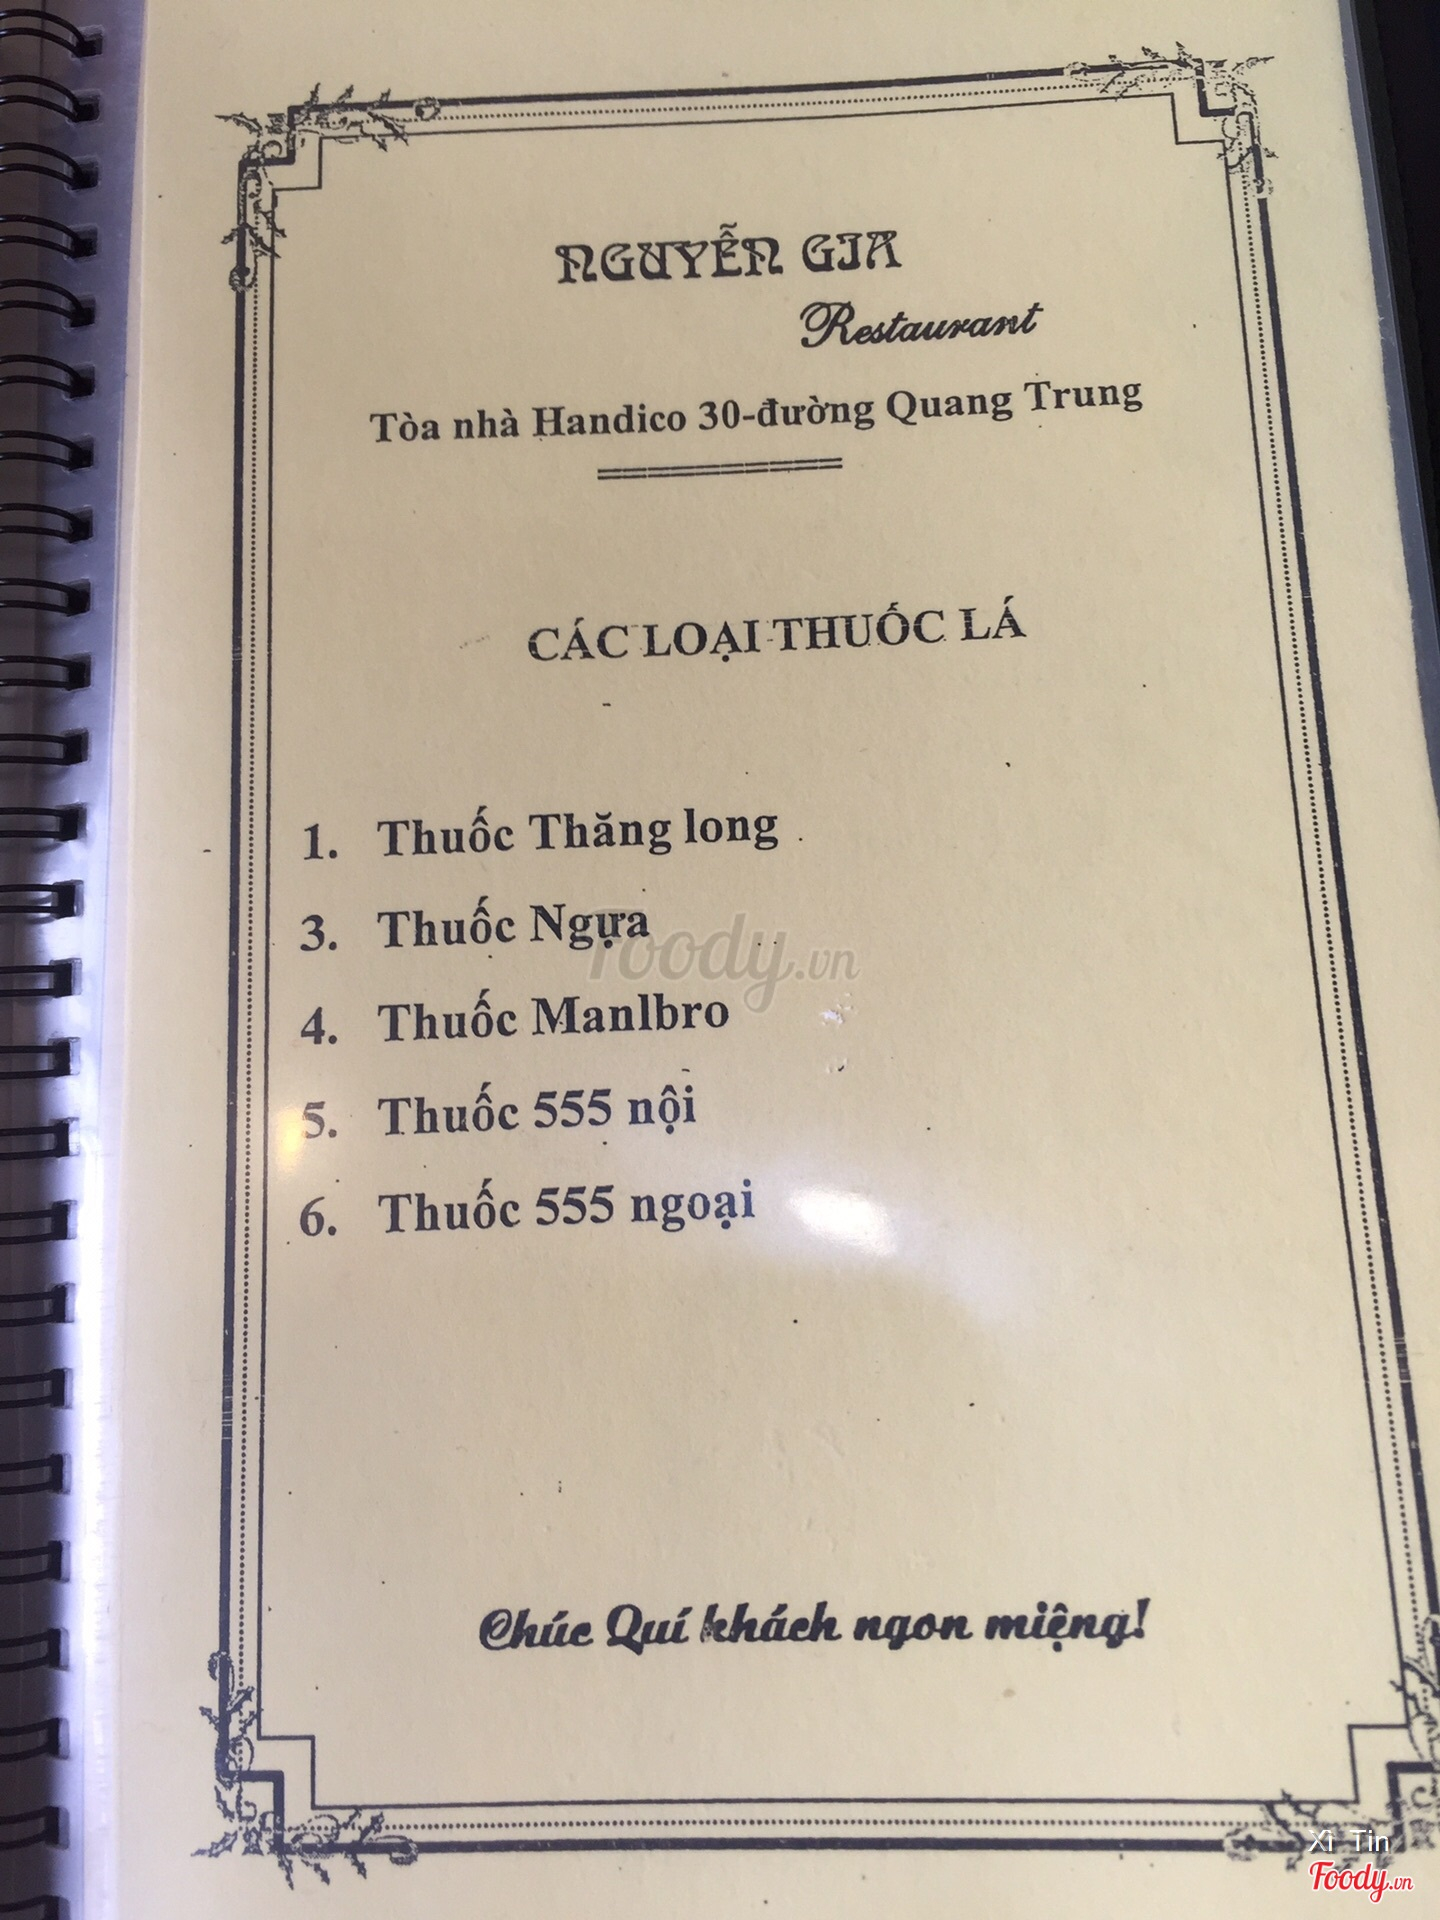 NGUYỄN GIA
Restaurant
Tòa nhà Handico 30-đường Quang Trung
CÁC LOẠI THUỐC LÁ
1. Thuốc Thăng long
3. Thuốc Ngựa
Foody.vn
4. Thuốc Manlbro
5. Thuốc 555 nội
6. Thuốc 555 ngoại
Chúc Quí khách ngon miệng!
Xì Tin
Foody.vn